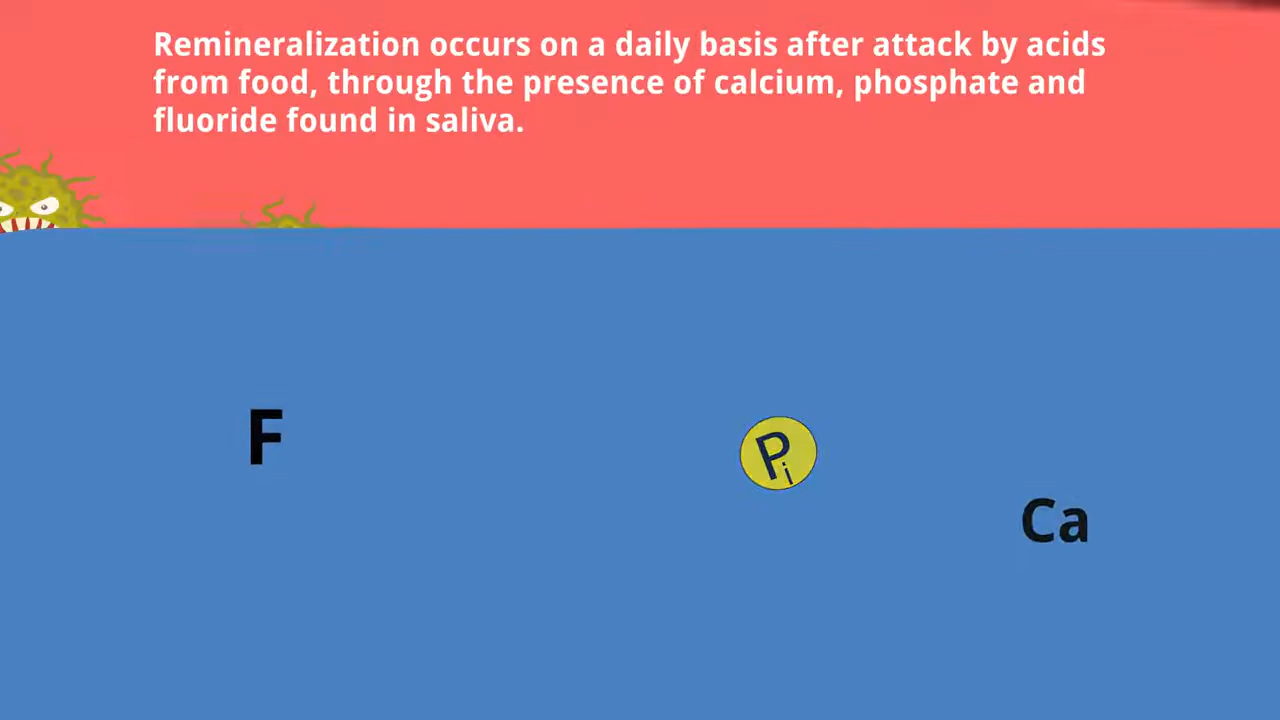 Remineralization occurs on a daily basis after attack by acids
from food, through the presence of calcium, phosphate and
fluoride found in saliva.
F
Pi
Ca